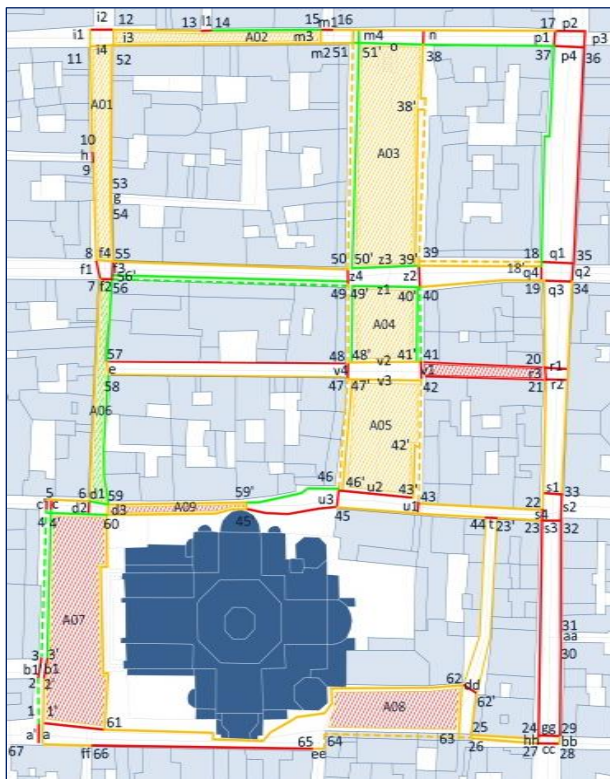 i2 12 13 l1 14 15 m1 16 17 p2
i1 i3 A02 m3 m4 n p1 p3
i4 m2 51 51' o 38 37 p4 36
11 52
A01 38'
10 A03
h
9 53
g
54
8 f4 55 50 50' z3 39' 39 18 q1 35
f1 f3 z4 z2 18' q4 q2
7 f2 56' 49 49' z1 40' 40 19 q3 34
56
A04
57 48 48' v2 41' 41 20 r1
e v4 v1 r3
58 47 47' v3 42 21 r2
A06 A05
42'
46 46' u2 43' s1 33
5 6 d1 59 59' u3 43 22 s2
c' c d2 d3 A09 45 45 u1 s4
4 4' 60 44 t 23' 23 s3 32
A07 31
aa
3 3' 30
b1' b1
2 2' 62 dd
62'
1 1' 61 A08
a' a 64 63 25 24 gg 29
67 ff 66 65 ee 26 hh 27 cc bb 28